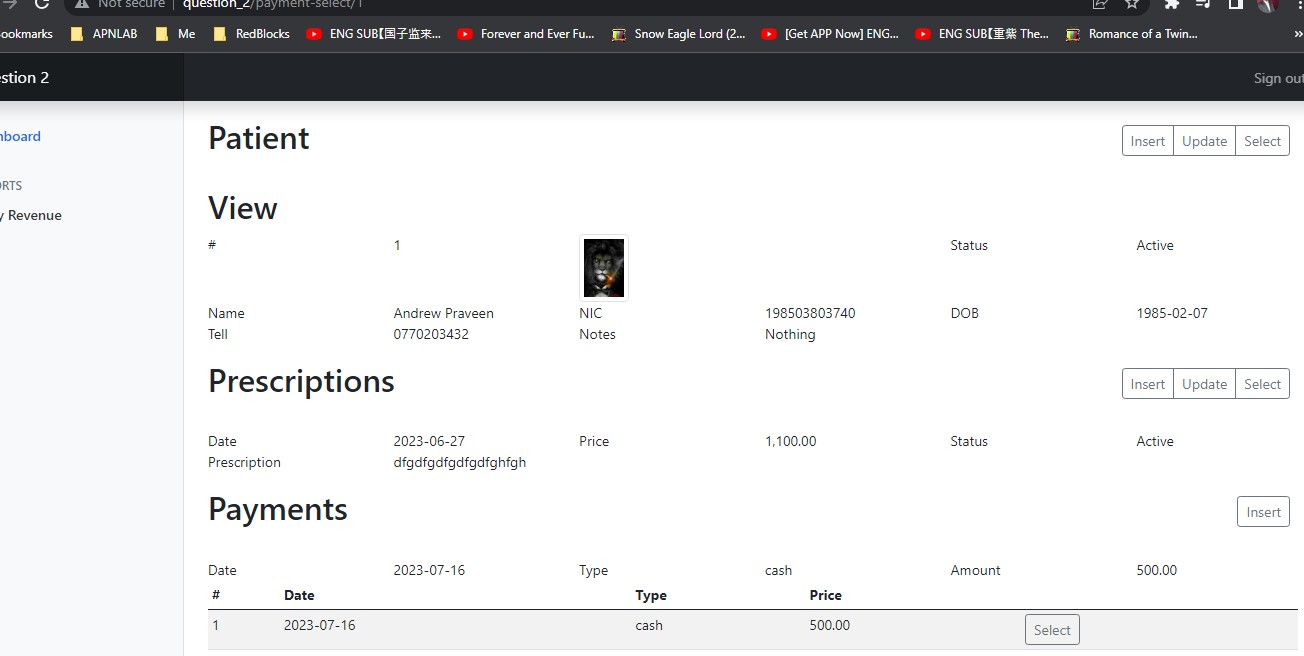 Not secure | question_2/payment-select/1
ookmarks APNLAB Me RedBlocks ENG SUB【国子监来... Forever and Ever Fu... Snow Eagle Lord (2... [Get APP Now] ENG... ENG SUB【重紫 The... Romance of a Twin... »
estion 2 Sign out
hboard
Patient Insert Update Select
ORTS
View
y Revenue
# 1 Status Active
Name Andrew Praveen NIC 198503803740 DOB 1985-02-07
Tell 0770203432 Notes Nothing
Prescriptions Insert Update Select
Date 2023-06-27 Price 1,100.00 Status Active
Prescription dfgdfgdfgdfgdfghfgh
Payments Insert
Date 2023-07-16 Type cash Amount 500.00
# Date Type Price
1 2023-07-16 cash 500.00 Select